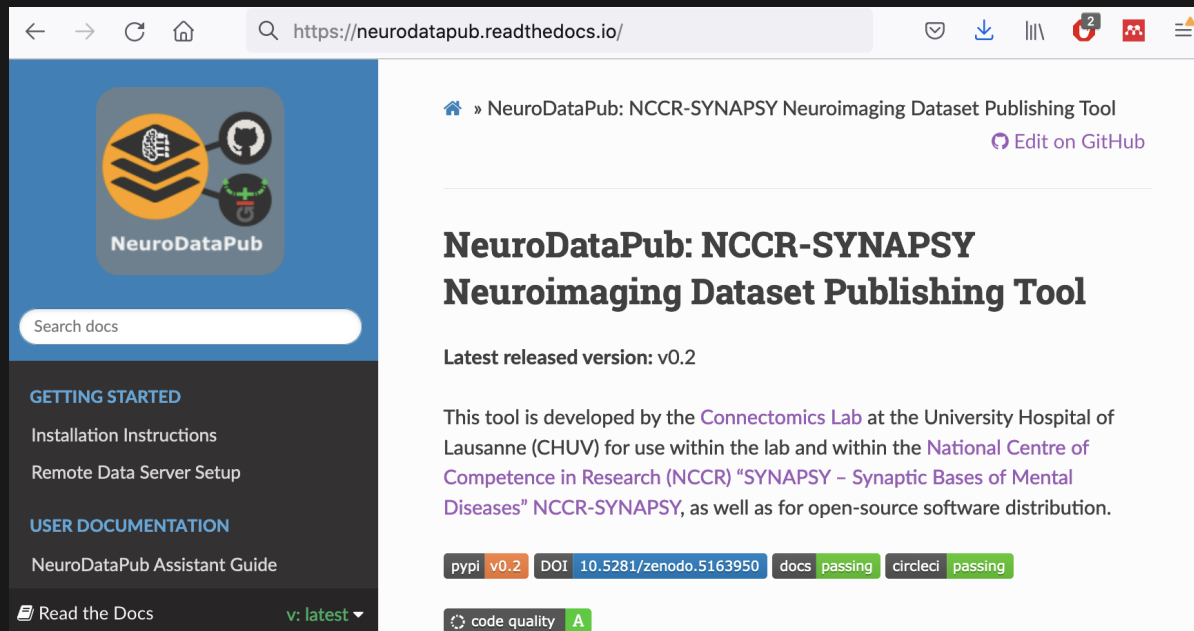 https://neurodatapub.readthedocs.io/
2
NeuroDataPub
Search docs
GETTING STARTED
Installation Instructions
Remote Data Server Setup
USER DOCUMENTATION
NeuroDataPub Assistant Guide
Read the Docs
v: latest
» NeuroDataPub: NCCR-SYNAPSY Neuroimaging Dataset Publishing Tool
Edit on GitHub
NeuroDataPub: NCCR-SYNAPSY
Neuroimaging Dataset Publishing Tool
Latest released version: v0.2
This tool is developed by the Connectomics Lab at the University Hospital of
Lausanne (CHUV) for use within the lab and within the National Centre of
Competence in Research (NCCR) “SYNAPSY – Synaptic Bases of Mental
Diseases” NCCR-SYNAPSY, as well as for open-source software distribution.
pypi v0.2 DOI 10.5281/zenodo.5163950 docs passing circleci passing
code quality A